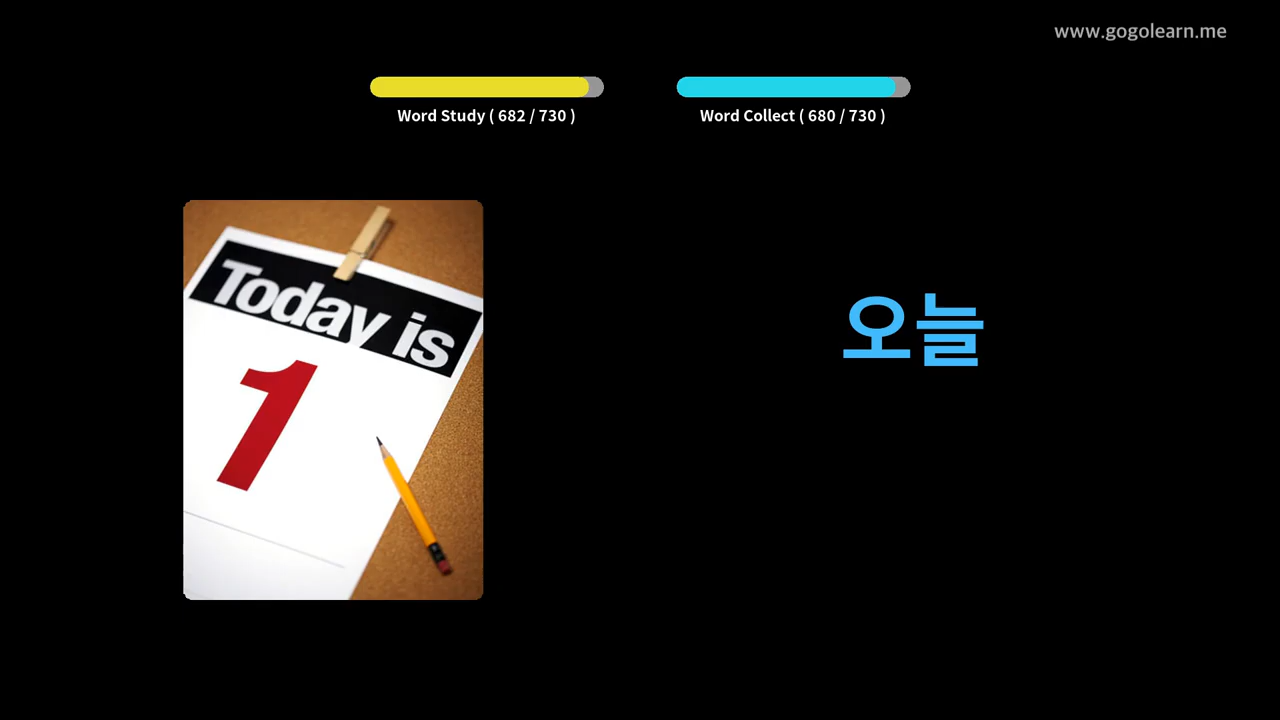 www.gogolearn.me
Word Study ( 682 / 730 )
Word Collect ( 680 / 730 )
Today is
1
오늘